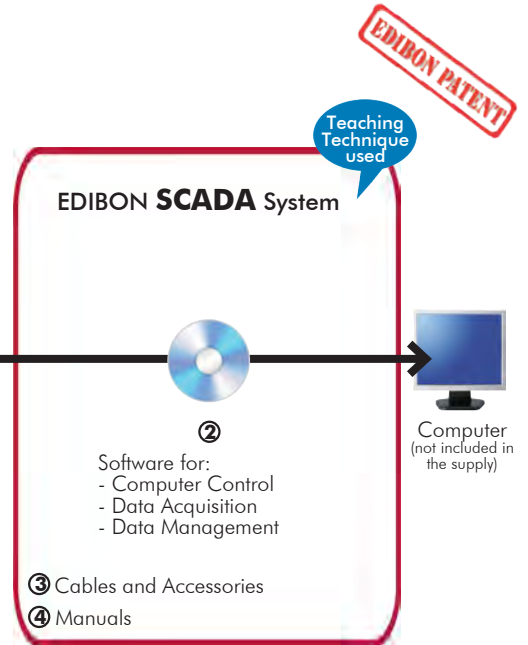 EDIBON PATENT
Teaching
Technique
used
EDIBON SCADA System
②
Software for:
- Computer Control
- Data Acquisition
- Data Management
Computer
(not included in
the supply)
③ Cables and Accessories
④ Manuals